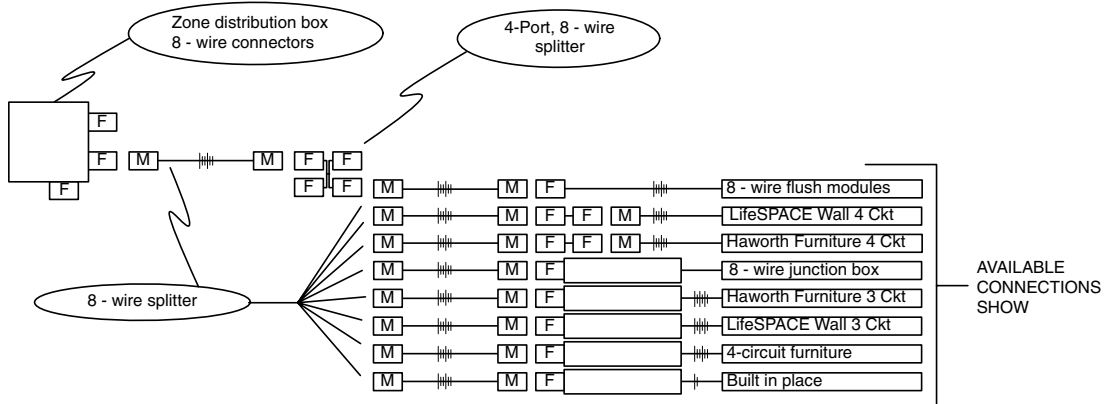 Zone distribution box
8 - wire connectors
4-Port, 8 - wire
splitter
F
F M M F F
F F F
M M F 8 - wire flush modules
M M F F M LifeSPACE Wall 4 Ckt
M M F F M Haworth Furniture 4 Ckt
M M F 8 - wire junction box
M M F Haworth Furniture 3 Ckt
M M F LifeSPACE Wall 3 Ckt
M M F 4-circuit furniture
M M F Built in place
8 - wire splitter
AVAILABLE
CONNECTIONS
SHOW